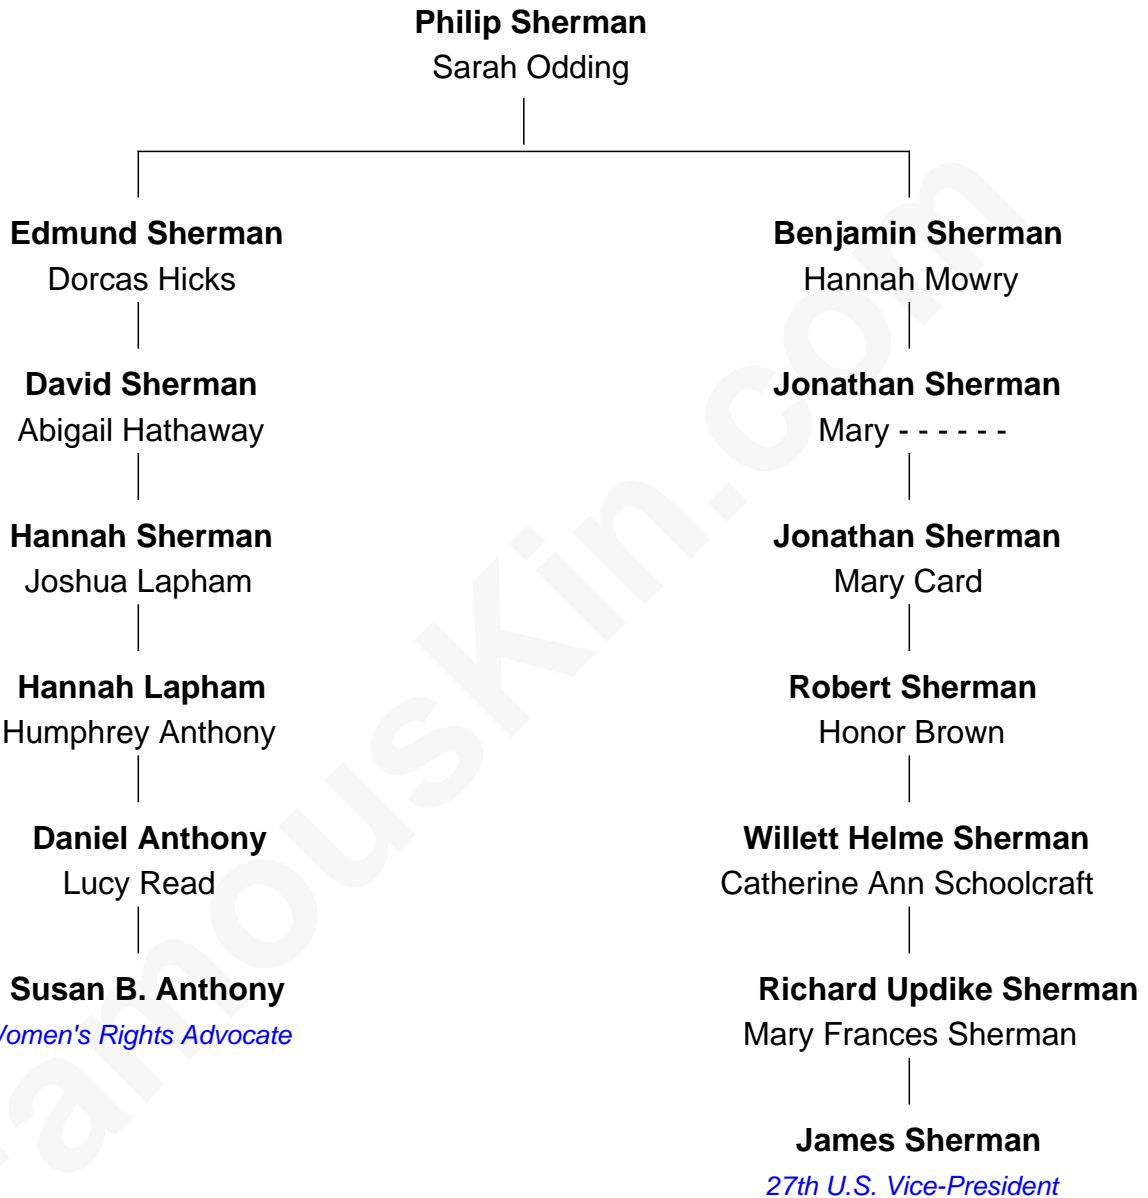 Philip Sherman
Sarah Odding
Edmund Sherman
Dorcas Hicks
Benjamin Sherman
Hannah Mowry
David Sherman
Abigail Hathaway
Jonathan Sherman
Mary - - - - - -
Hannah Sherman
Joshua Lapham
Jonathan Sherman
Mary Card
Hannah Lapham
Humphrey Anthony
Robert Sherman
Honor Brown
Daniel Anthony
Lucy Read
Willett Helme Sherman
Catherine Ann Schoolcraft
Susan B. Anthony
Women's Rights Advocate
Richard Updike Sherman
Mary Frances Sherman
James Sherman
27th U.S. Vice-President
famouskin.com